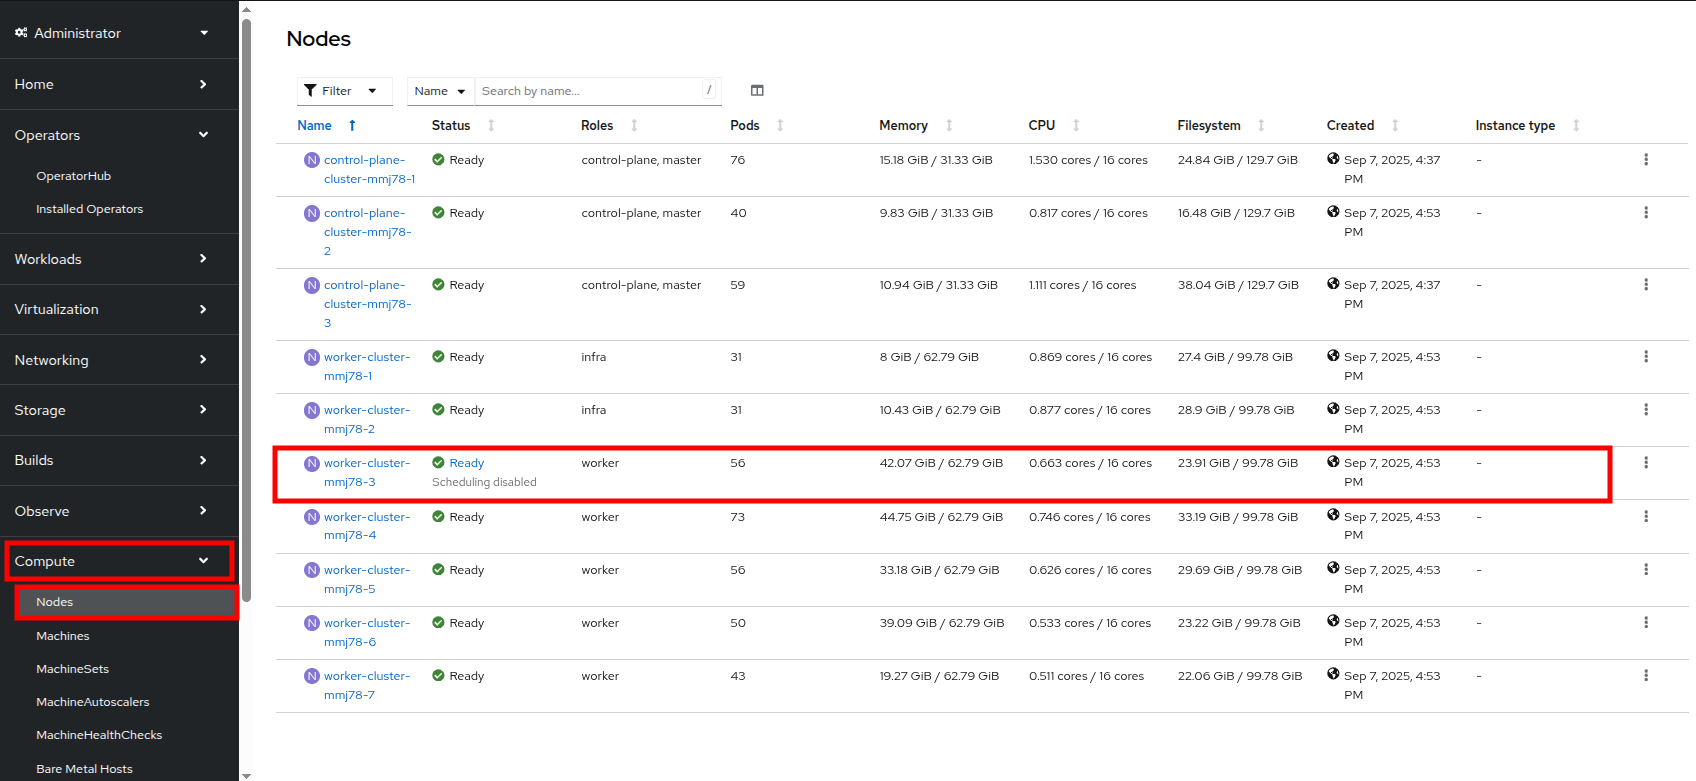 Administrator
Home
Operators
OperatorHub
Installed Operators
Workloads
Virtualization
Networking
Storage
Builds
Observe
Compute
Nodes
Machines
MachineSets
MachineAutoscalers
MachineHealthChecks
Bare Metal Hosts
Nodes
Filter Name Search by name... /
Name Status Roles Pods Memory CPU Filesystem Created Instance type
N control-plane- Ready control-plane, master 76 15.18 GiB / 31.33 GiB 1.530 cores / 16 cores 24.84 GiB / 129.7 GiB Sep 7, 2025, 4:37 -
cluster-mmj78-1 PM
N control-plane- Ready control-plane, master 40 9.83 GiB / 31.33 GiB 0.817 cores / 16 cores 16.48 GiB / 129.7 GiB Sep 7, 2025, 4:53 -
cluster-mmj78- PM
2
N control-plane- Ready control-plane, master 59 10.94 GiB / 31.33 GiB 1.111 cores / 16 cores 38.04 GiB / 129.7 GiB Sep 7, 2025, 4:37 -
cluster-mmj78- PM
3
N worker-cluster- Ready infra 31 8 GiB / 62.79 GiB 0.869 cores / 16 cores 27.4 GiB / 99.78 GiB Sep 7, 2025, 4:53 -
mmj78-1 PM
N worker-cluster- Ready infra 31 10.43 GiB / 62.79 GiB 0.877 cores / 16 cores 28.9 GiB / 99.78 GiB Sep 7, 2025, 4:53 -
mmj78-2 PM
N worker-cluster- Ready worker 56 42.07 GiB / 62.79 GiB 0.663 cores / 16 cores 23.91 GiB / 99.78 GiB Sep 7, 2025, 4:53 -
mmj78-3 Scheduling disabled PM
N worker-cluster- Ready worker 73 44.75 GiB / 62.79 GiB 0.746 cores / 16 cores 33.19 GiB / 99.78 GiB Sep 7, 2025, 4:53 -
mmj78-4 PM
N worker-cluster- Ready worker 56 33.18 GiB / 62.79 GiB 0.626 cores / 16 cores 29.69 GiB / 99.78 GiB Sep 7, 2025, 4:53 -
mmj78-5 PM
N worker-cluster- Ready worker 50 39.09 GiB / 62.79 GiB 0.533 cores / 16 cores 23.22 GiB / 99.78 GiB Sep 7, 2025, 4:53 -
mmj78-6 PM
N worker-cluster- Ready worker 43 19.27 GiB / 62.79 GiB 0.511 cores / 16 cores 22.06 GiB / 99.78 GiB Sep 7, 2025, 4:53 -
mmj78-7 PM